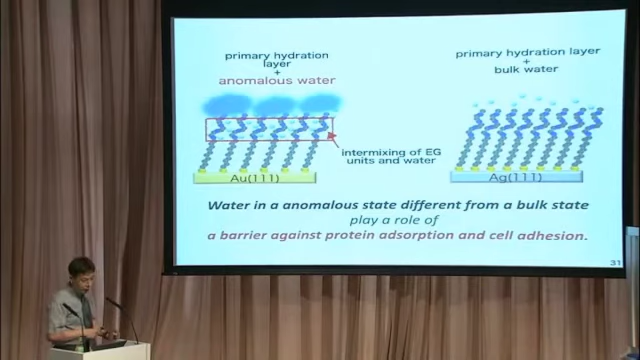 primary hydration
layer
+
anomalous water
primary hydration layer
+
bulk water
intermixing of EG
units and water
Au(111)
Ag(111)
Water in a anomalous state different from a bulk state
play a role of
a barrier against protein adsorption and cell adhesion.
31